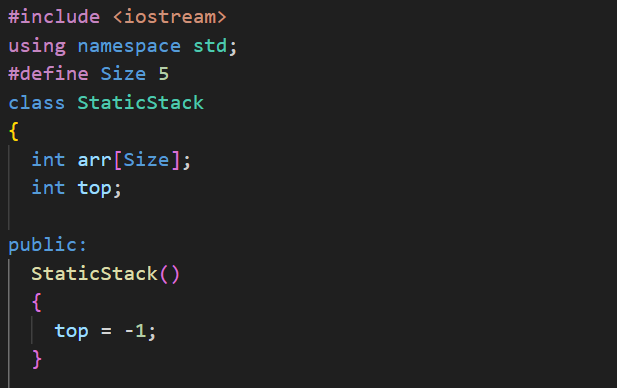 #include <iostream>
using namespace std;
#define Size 5
class StaticStack
{
int arr[Size];
int top;
public:
StaticStack()
{
top = -1;
}